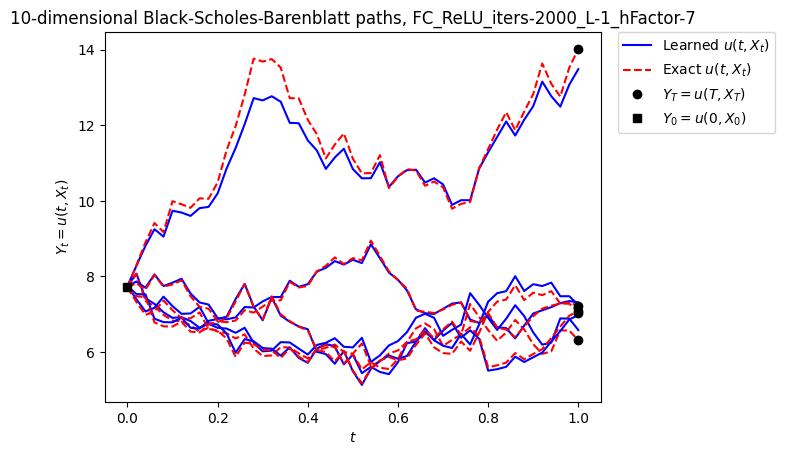 10-dimensional Black-Scholes-Barenblatt paths, FC_ReLU_iters-2000_L-1_hFactor-7
Learned u(t, X_t)
Exact u(t, X_t)
Y_T = u(T, X_T)
Y_0 = u(0, X_0)
Y_t = u(t, X_t)
14
12
10
8
6
0.0 0.2 0.4 0.6 0.8 1.0
t